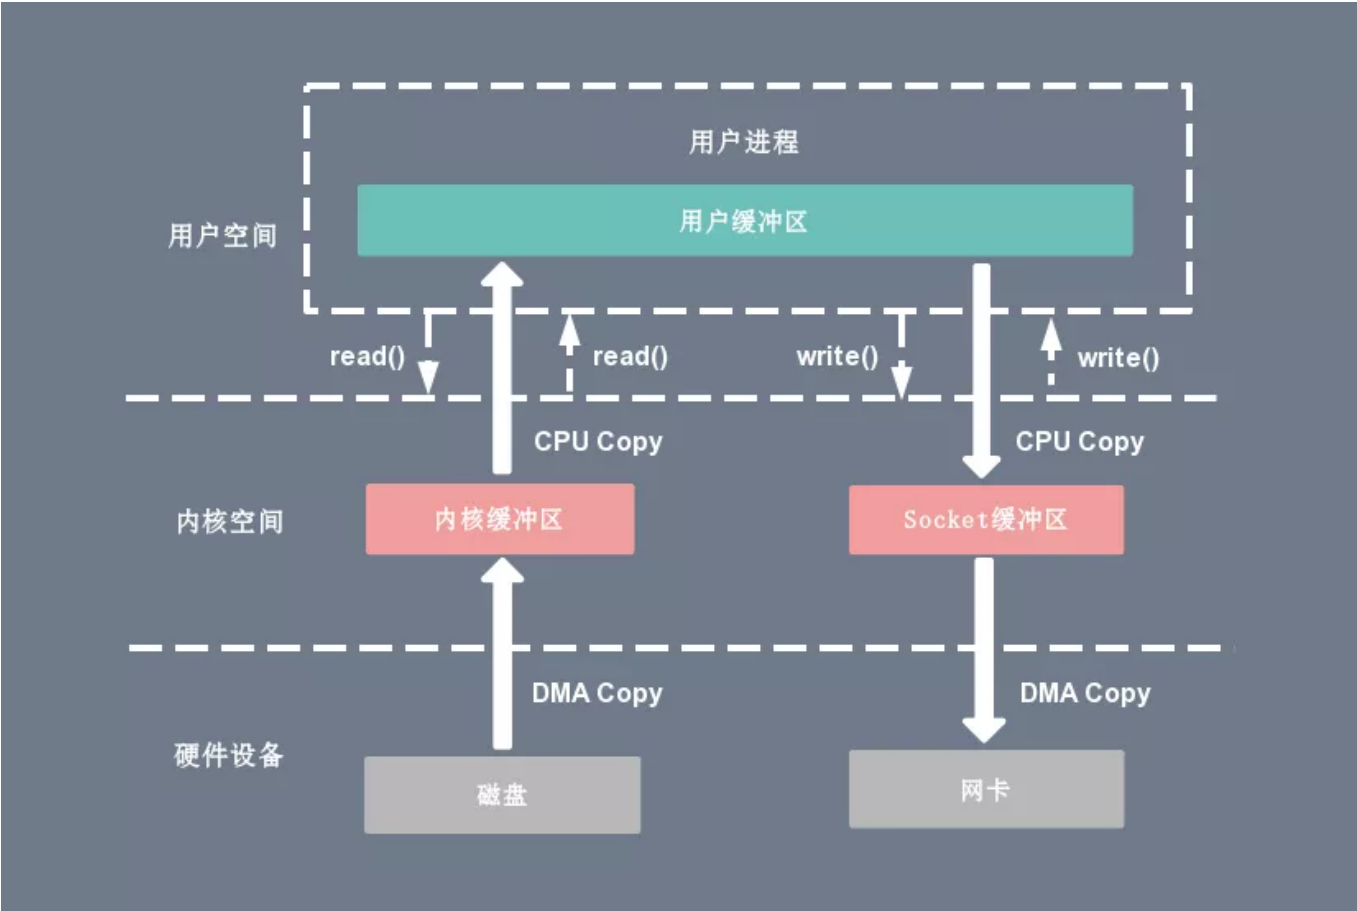 用户进程
用户缓冲区
用户空间
read()
read()
write()
write()
CPU Copy
CPU Copy
内核空间
内核缓冲区
Socket缓冲区
DMA Copy
DMA Copy
硬件设备
磁盘
网卡